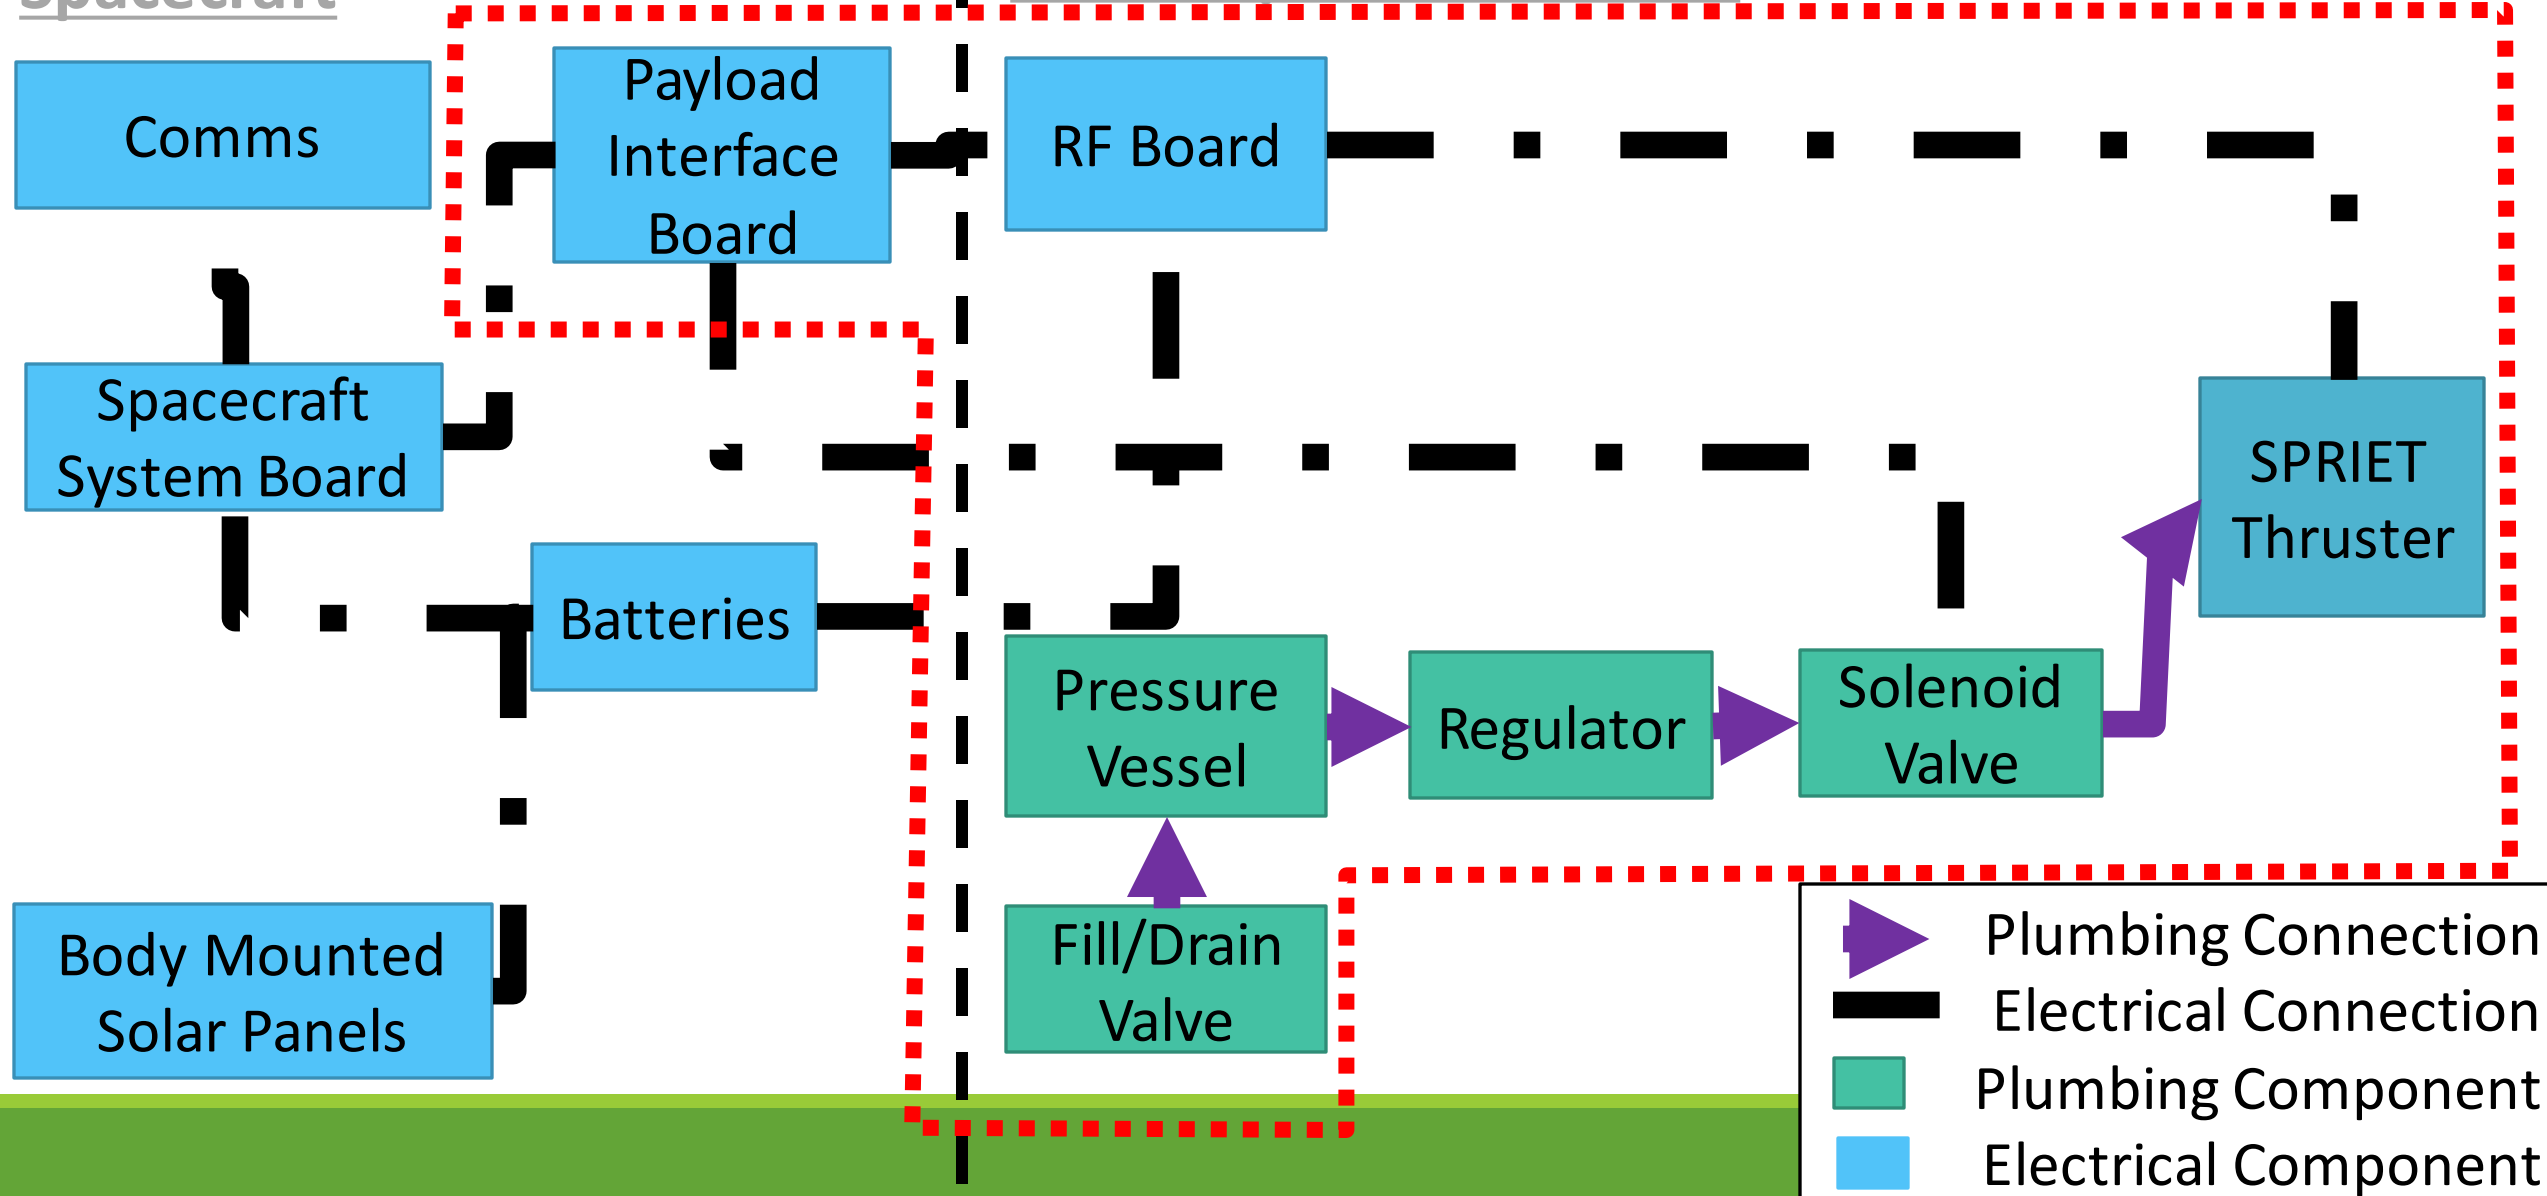 Spacecraft
Comms
Payload
Interface
Board
RF Board
Spacecraft
System Board
SPRIET
Thruster
Batteries
Pressure
Vessel
Regulator
Solenoid
Valve
Body Mounted
Solar Panels
Fill/Drain
Valve
Plumbing Connection
Electrical Connection
Plumbing Component
Electrical Component